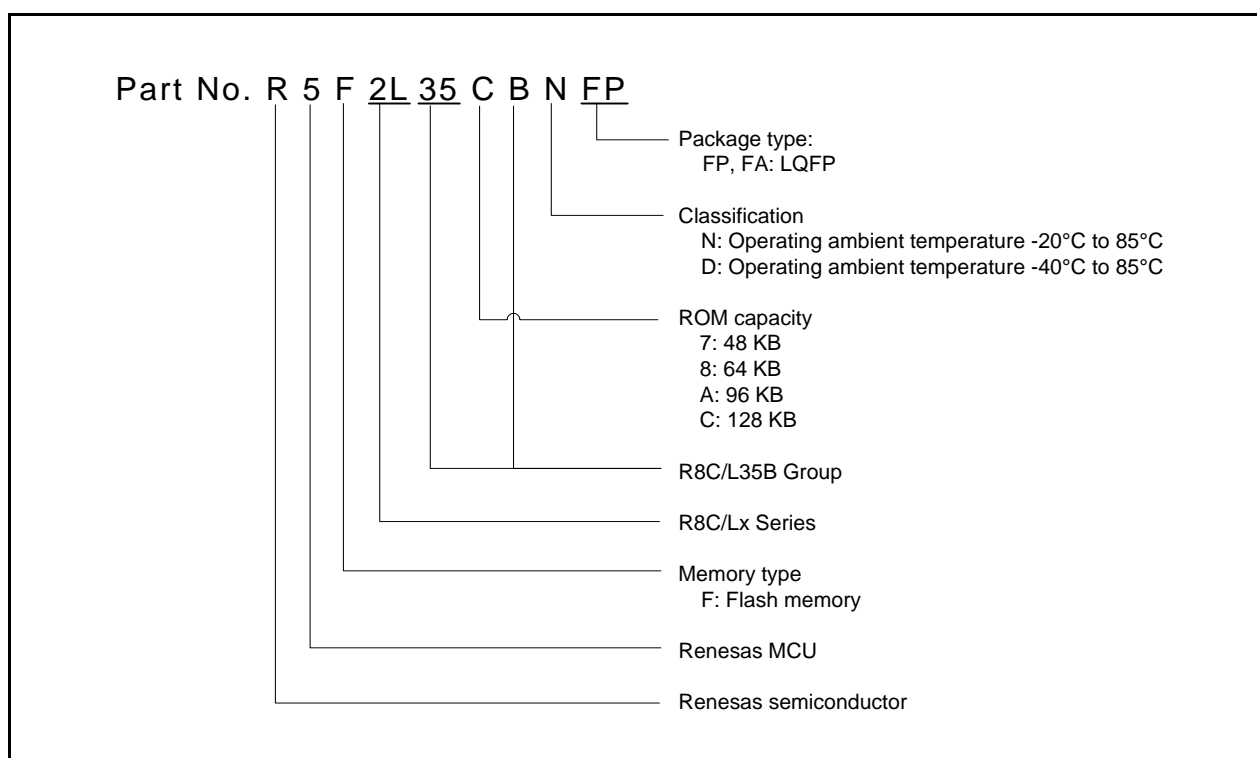 Part No. R 5 F 2L 35 C B N FP
Package type:
FP, FA: LQFP
Classification
N: Operating ambient temperature -20°C to 85°C
D: Operating ambient temperature -40°C to 85°C
ROM capacity
7: 48 KB
8: 64 KB
A: 96 KB
C: 128 KB
R8C/L35B Group
R8C/Lx Series
Memory type
F: Flash memory
Renesas MCU
Renesas semiconductor